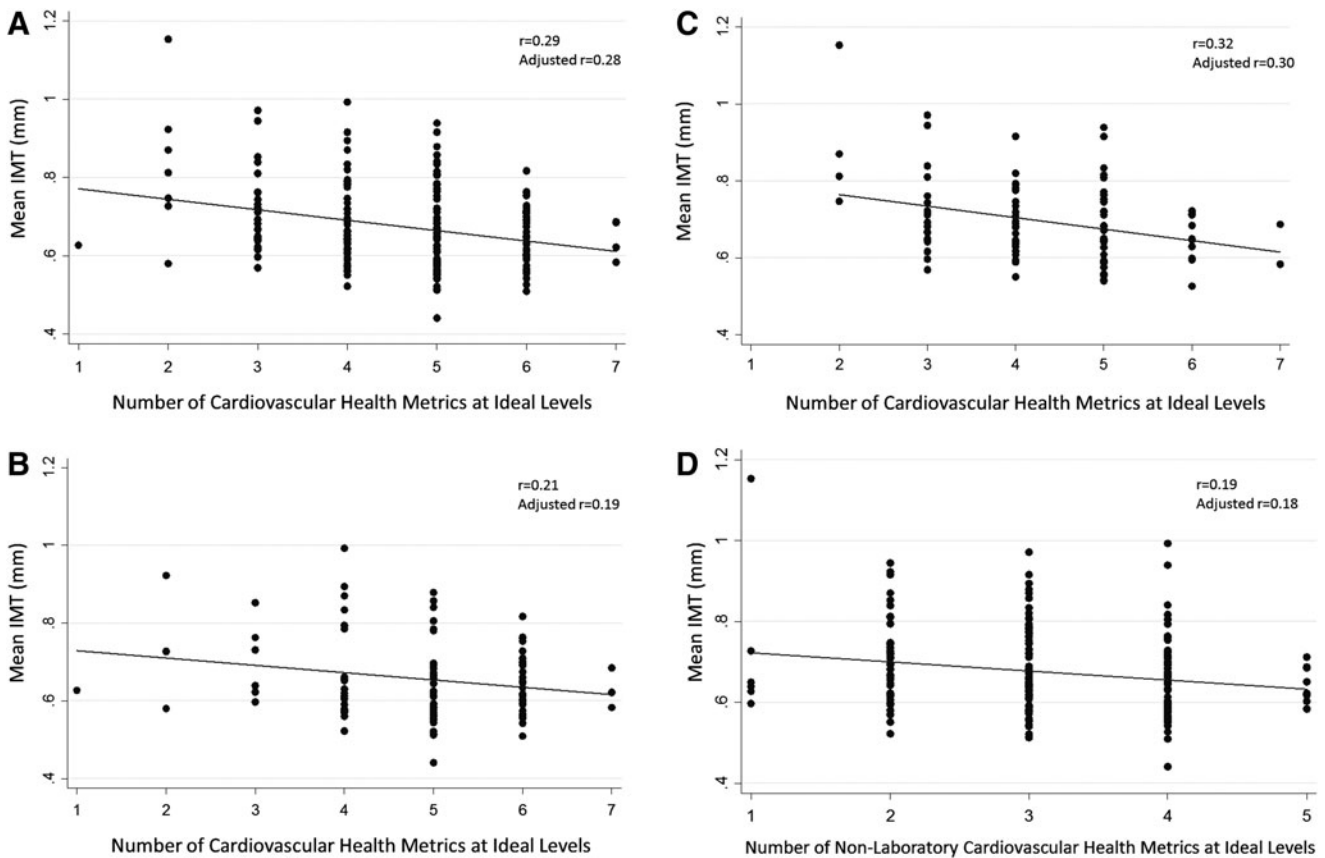 A
r=0.29
Adjusted r=0.28
Mean IMT (mm)
1.2
1
.8
.6
.4
1 2 3 4 5 6 7
Number of Cardiovascular Health Metrics at Ideal Levels
C
r=0.32
Adjusted r=0.30
Mean IMT (mm)
1.2
1
.8
.6
.4
1 2 3 4 5 6 7
Number of Cardiovascular Health Metrics at Ideal Levels
B
r=0.21
Adjusted r=0.19
Mean IMT (mm)
1.2
1
.8
.6
.4
1 2 3 4 5 6 7
Number of Cardiovascular Health Metrics at Ideal Levels
D
r=0.19
Adjusted r=0.18
Mean IMT (mm)
1.2
1
.8
.6
.4
1 2 3 4 5
Number of Non-Laboratory Cardiovascular Health Metrics at Ideal Levels